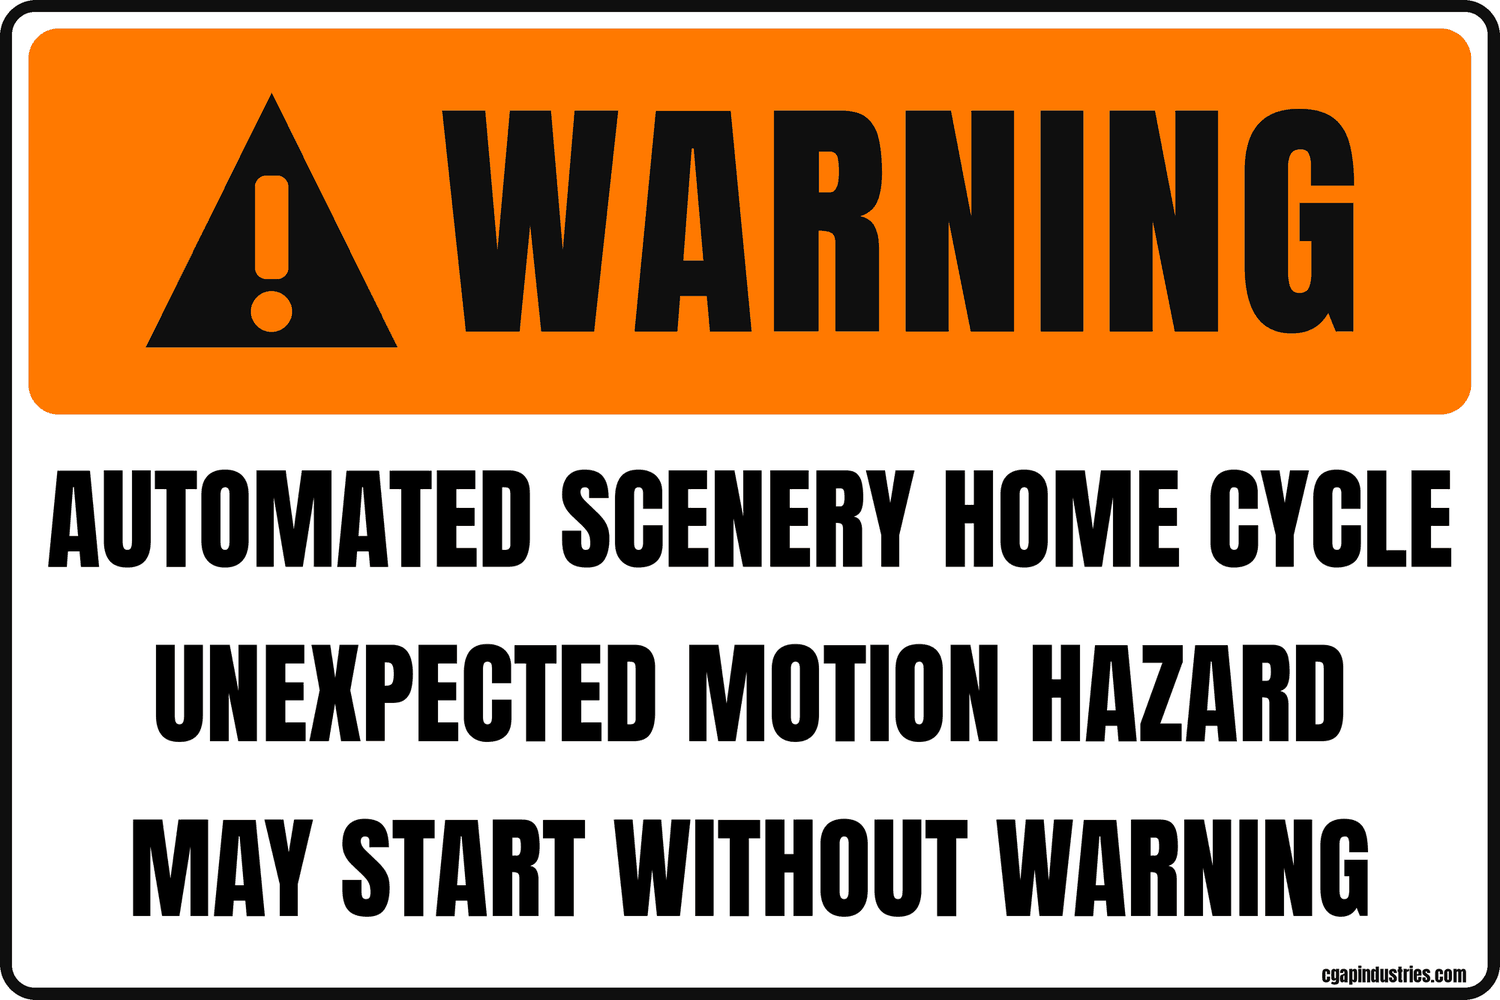 WARNING
AUTOMATED SCENERY HOME CYCLE
UNEXPECTED MOTION HAZARD
MAY START WITHOUT WARNING
cgapindustries.com